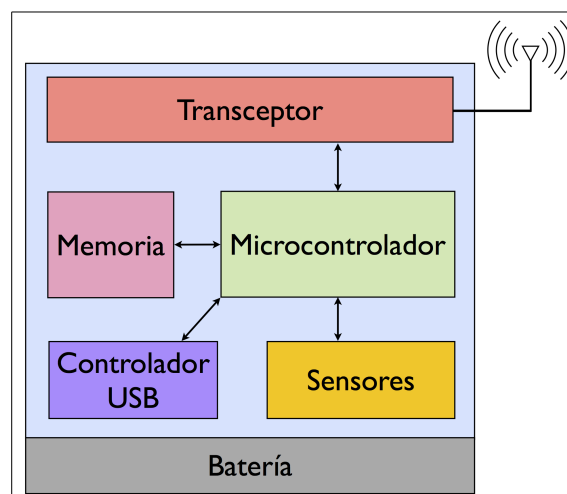 Transceptor
Memoria
Microcontrolador
Controlador
USB
Sensores
Batería